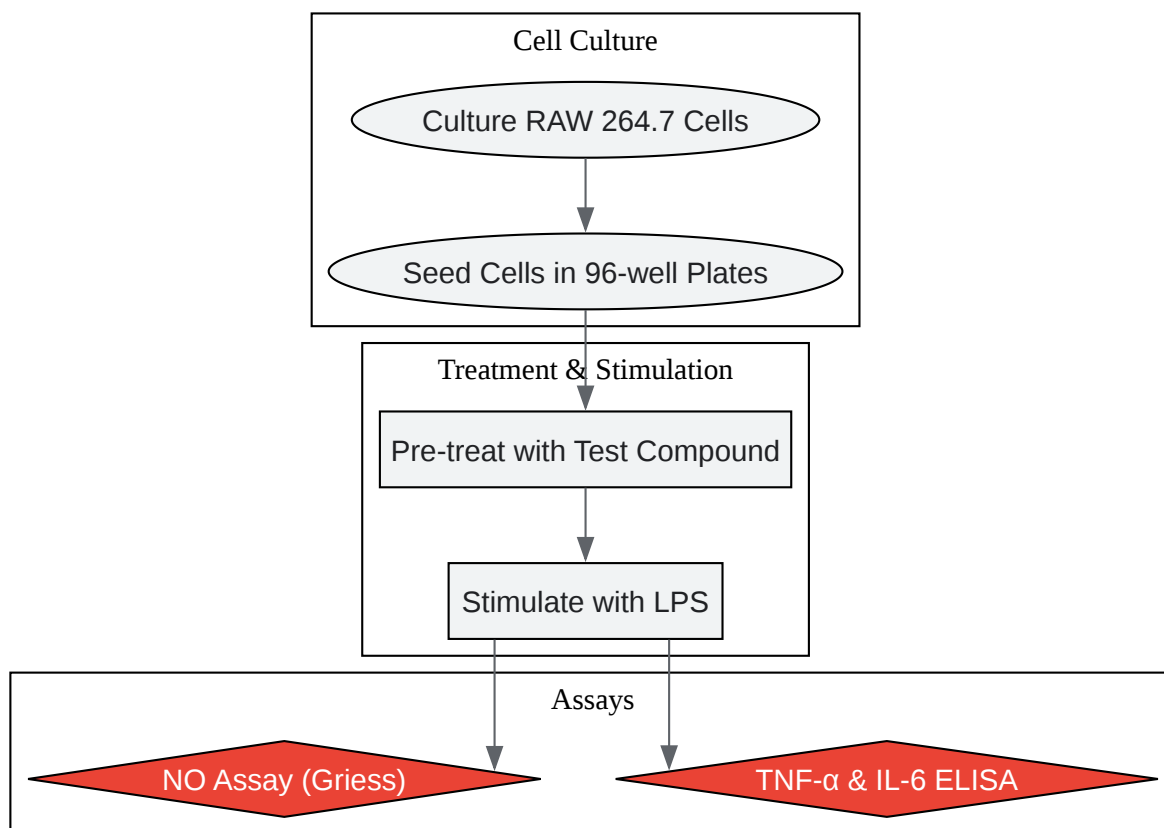 Cell Culture
Culture RAW 264.7 Cells
Seed Cells in 96-well Plates
Treatment & Stimulation
Pre-treat with Test Compound
Stimulate with LPS
Assays
NO Assay (Griess)
TNF-α & IL-6 ELISA